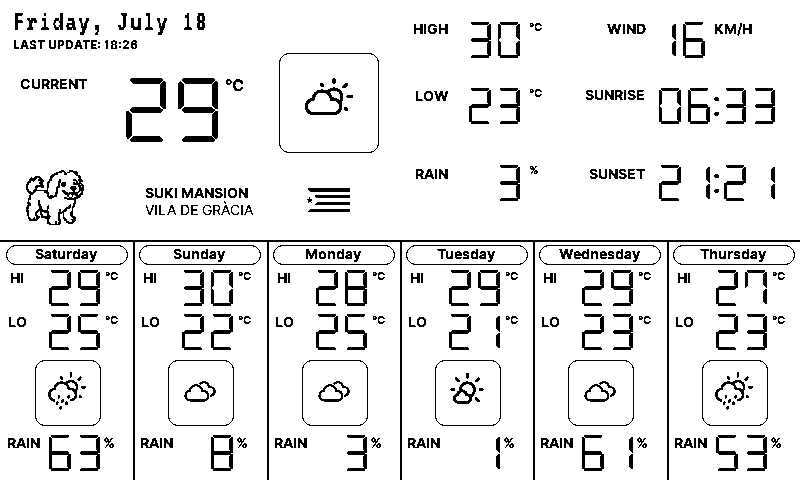 Friday, July 18
LAST UPDATE: 18:26
CURRENT 29 °C
HIGH 30 °C
WIND 16 KM/H
LOW 23 °C
SUNRISE 06:33
RAIN 3 %
SUNSET 21:21
SUKI MANSION
VILA DE GRÀCIA
Saturday
HI 29 °C
LO 25 °C
RAIN 63 %
Sunday
HI 30 °C
LO 22 °C
RAIN 8 %
Monday
HI 28 °C
LO 25 °C
RAIN 3 %
Tuesday
HI 29 °C
LO 21 °C
RAIN 1 %
Wednesday
HI 29 °C
LO 23 °C
RAIN 61 %
Thursday
HI 27 °C
LO 23 °C
RAIN 53 %